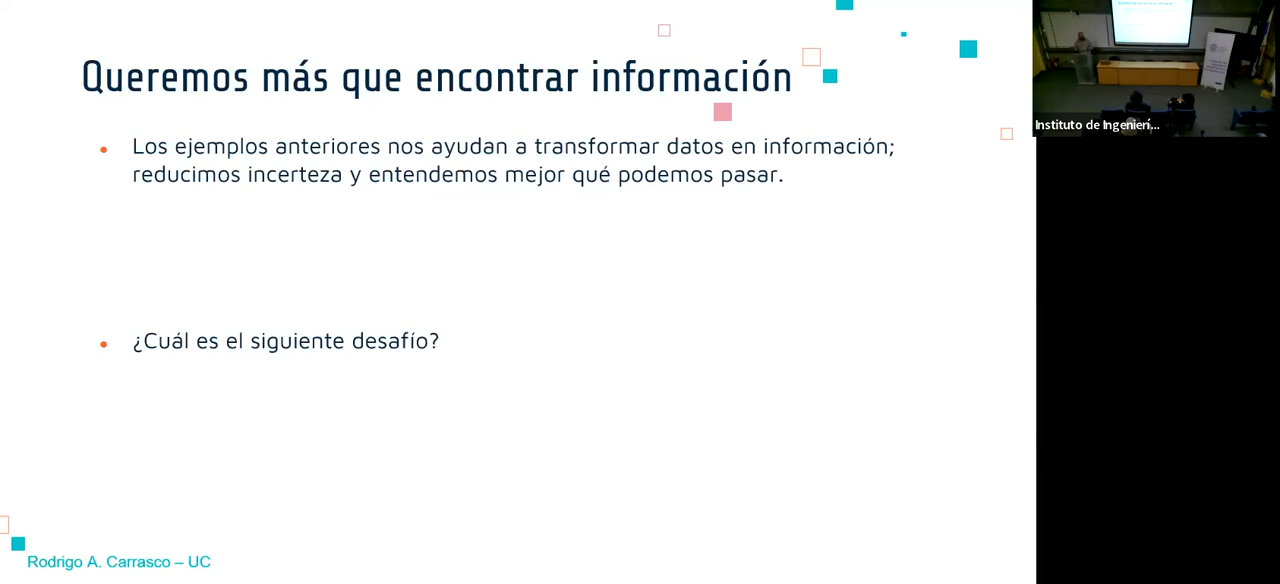 Queremos más que encontrar información
Los ejemplos anteriores nos ayudan a transformar datos en información;
reducimos incerteza y entendemos mejor qué podemos pasar.
¿Cuál es el siguiente desafío?
Rodrigo A. Carrasco – UC
Instituto de Ingenierí...